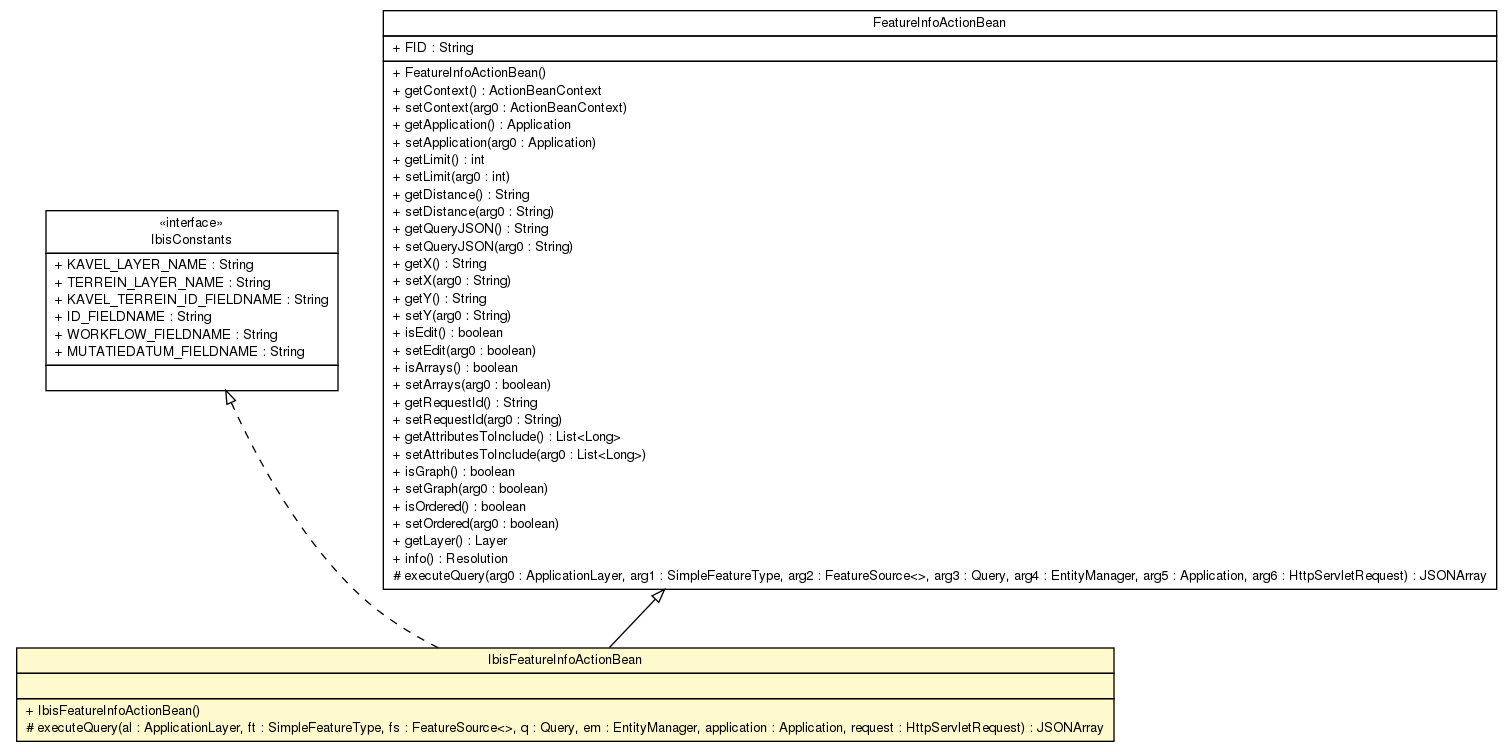 FeatureInfoActionBean
+ FID : String
+ FeatureInfoActionBean()
+ getContext() : ActionBeanContext
+ setContext(arg0 : ActionBeanContext)
+ getApplication() : Application
+ setApplication(arg0 : Application)
+ getLimit() : int
+ setLimit(arg0 : int)
+ getDistance() : String
+ setDistance(arg0 : String)
+ getQueryJSON() : String
+ setQueryJSON(arg0 : String)
+ getX() : String
+ setX(arg0 : String)
+ getY() : String
+ setY(arg0 : String)
+ isEdit() : boolean
+ setEdit(arg0 : boolean)
+ isArrays() : boolean
+ setArrays(arg0 : boolean)
+ getRequestId() : String
+ setRequestId(arg0 : String)
+ getAttributesToInclude() : List<Long>
+ setAttributesToInclude(arg0 : List<Long>)
+ isGraph() : boolean
+ setGraph(arg0 : boolean)
+ isOrdered() : boolean
+ setOrdered(arg0 : boolean)
+ getLayer() : Layer
+ info() : Resolution
# executeQuery(arg0 : ApplicationLayer, arg1 : SimpleFeatureType, arg2 : FeatureSource<>, arg3 : Query, arg4 : EntityManager, arg5 : Application, arg6 : HttpServletRequest) : JSONArray
«interface»
IbisConstants
+ KAVEL_LAYER_NAME : String
+ TERREIN_LAYER_NAME : String
+ KAVEL_TERREIN_ID_FIELDNAME : String
+ ID_FIELDNAME : String
+ WORKFLOW_FIELDNAME : String
+ MUTATIEDATUM_FIELDNAME : String
IbisFeatureInfoActionBean
+ IbisFeatureInfoActionBean()
# executeQuery(al : ApplicationLayer, ft : SimpleFeatureType, fs : FeatureSource<>, q : Query, em : EntityManager, application : Application, request : HttpServletRequest) : JSONArray